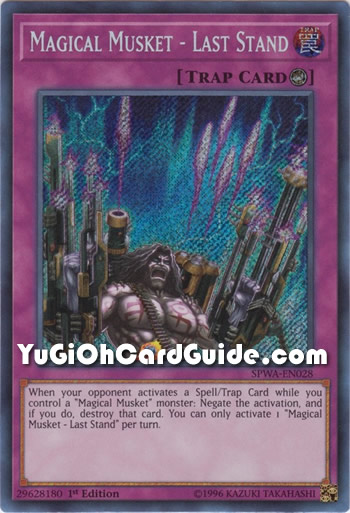 MAGICAL MUSKET - LAST STAND
TRAP
罠
[TRAP CARD]
YuGiOhCardGuide.com
SPWA-EN028
When your opponent activates a Spell/Trap Card while you
control a "Magical Musket" monster: Negate the activation, and
if you do, destroy that card. You can only activate 1 "Magical
Musket - Last Stand" per turn.
29628180 1st Edition ©1996 KAZUKI TAKAHASHI